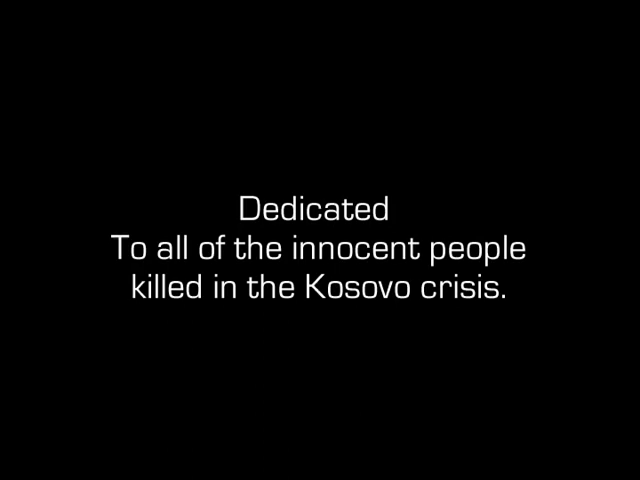 Dedicated
To all of the innocent people
killed in the Kosovo crisis.